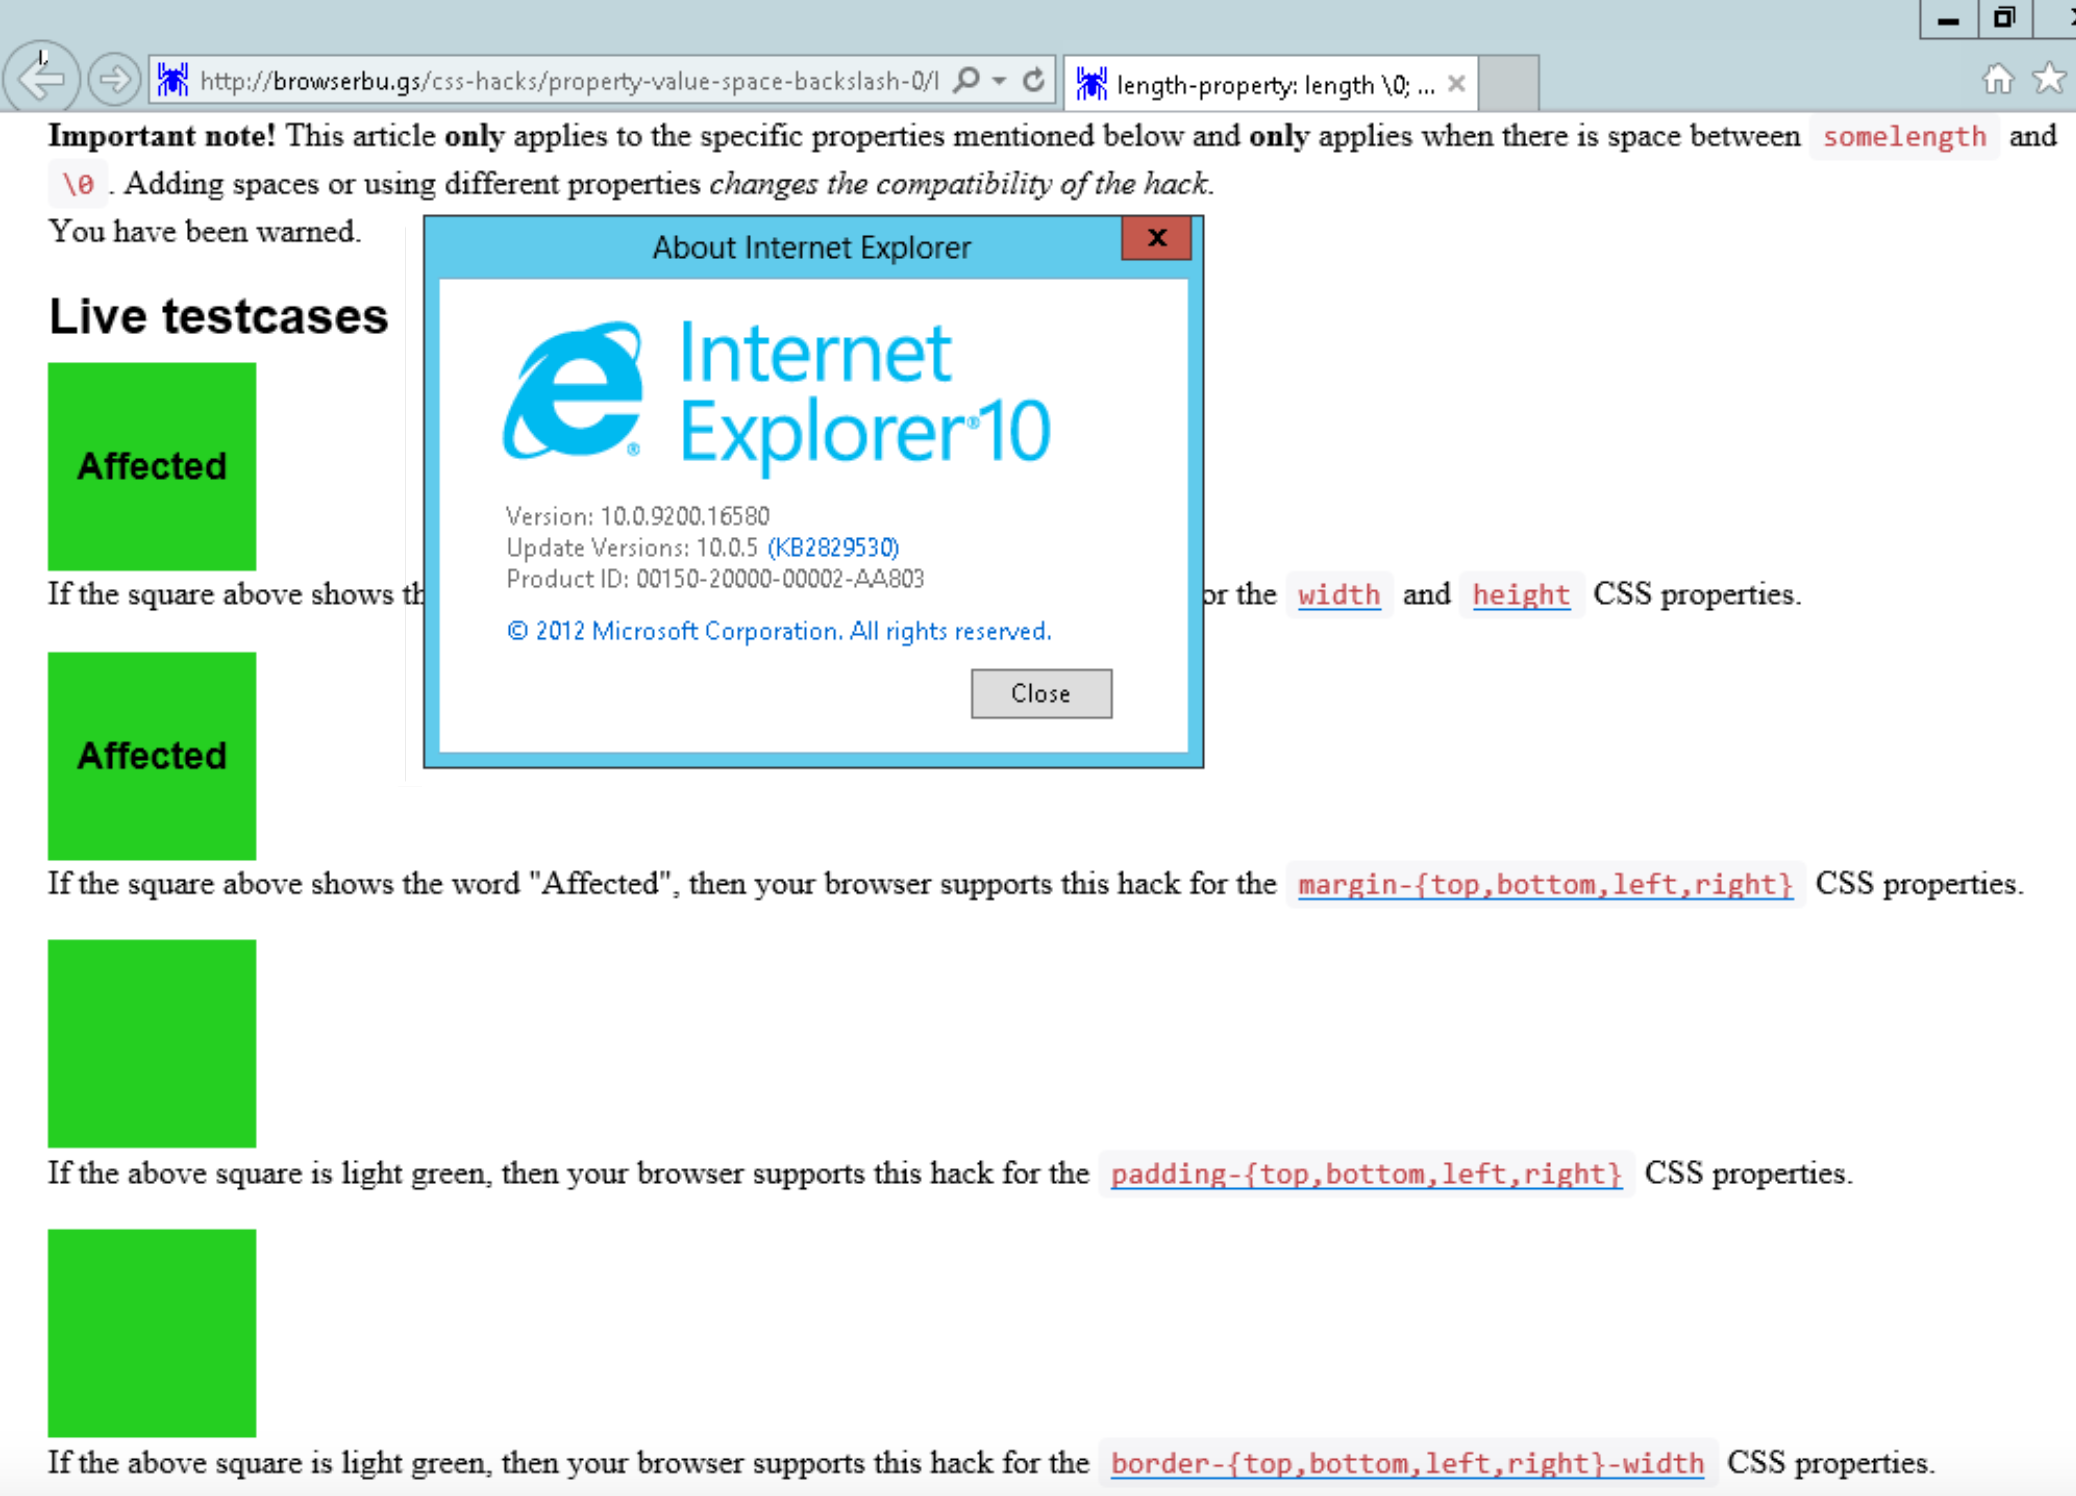 http://browserbu.gs/css-hacks/property-value-space-backslash-0/l
length-property: length \0; ...
Important note! This article only applies to the specific properties mentioned below and only applies when there is space between somelength and
\0 . Adding spaces or using different properties changes the compatibility of the hack.
You have been warned.
About Internet Explorer
x
Live testcases
Internet
Explorer®10
Affected
Version: 10.0.9200.16580
Update Versions: 10.0.5 (KB2829530)
Product ID: 00150-20000-00002-AA803
If the square above shows th
or the width and height CSS properties.
© 2012 Microsoft Corporation. All rights reserved.
Close
Affected
If the square above shows the word "Affected", then your browser supports this hack for the margin-{top,bottom,left,right} CSS properties.
If the above square is light green, then your browser supports this hack for the padding-{top,bottom,left,right} CSS properties.
If the above square is light green, then your browser supports this hack for the border-{top,bottom,left,right}-width CSS properties.